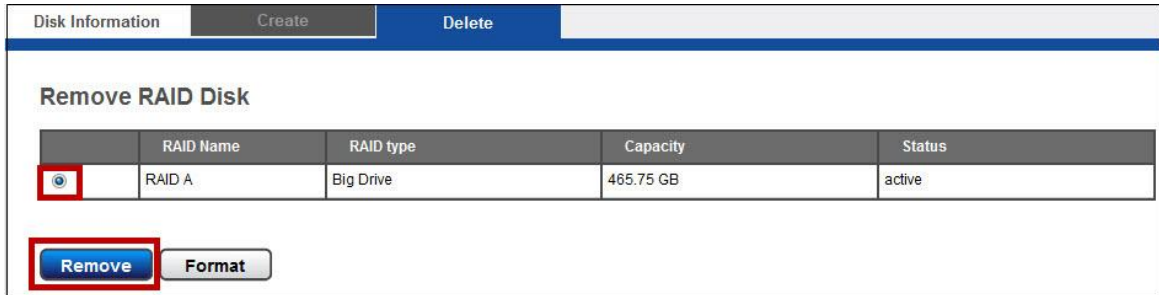 Disk Information Create Delete
Remove RAID Disk
RAID Name RAID type Capacity Status
RAID A Big Drive 465.75 GB active
Remove Format